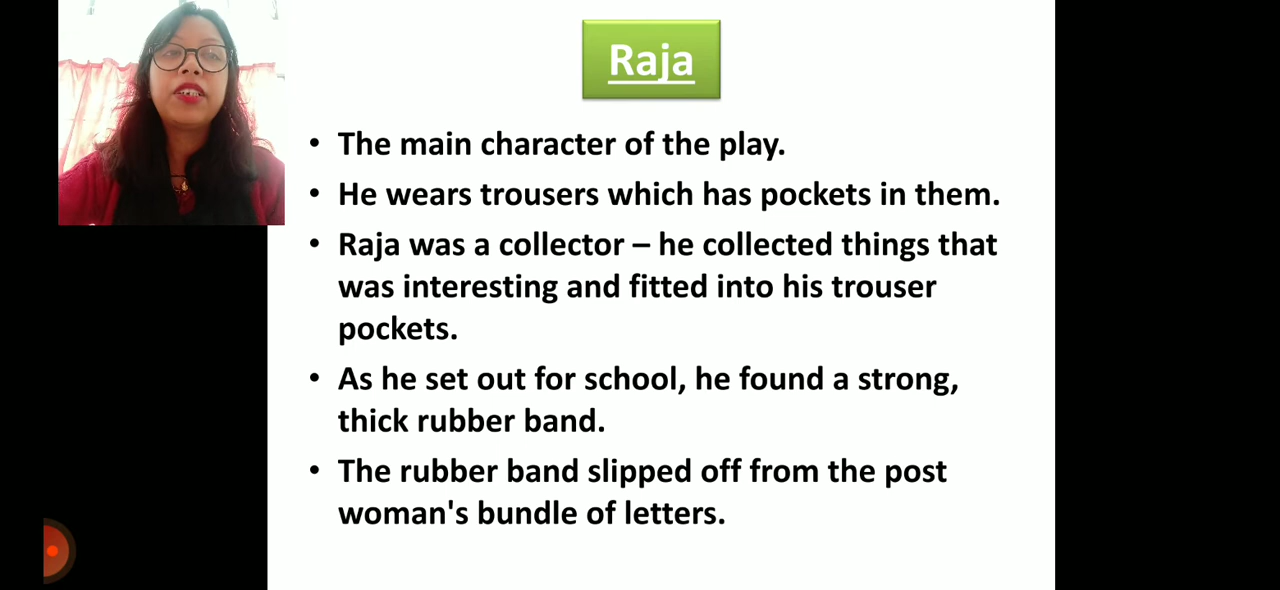 Raja
• The main character of the play.
• He wears trousers which has pockets in them.
• Raja was a collector – he collected things that
was interesting and fitted into his trouser
pockets.
• As he set out for school, he found a strong,
thick rubber band.
• The rubber band slipped off from the post
woman's bundle of letters.